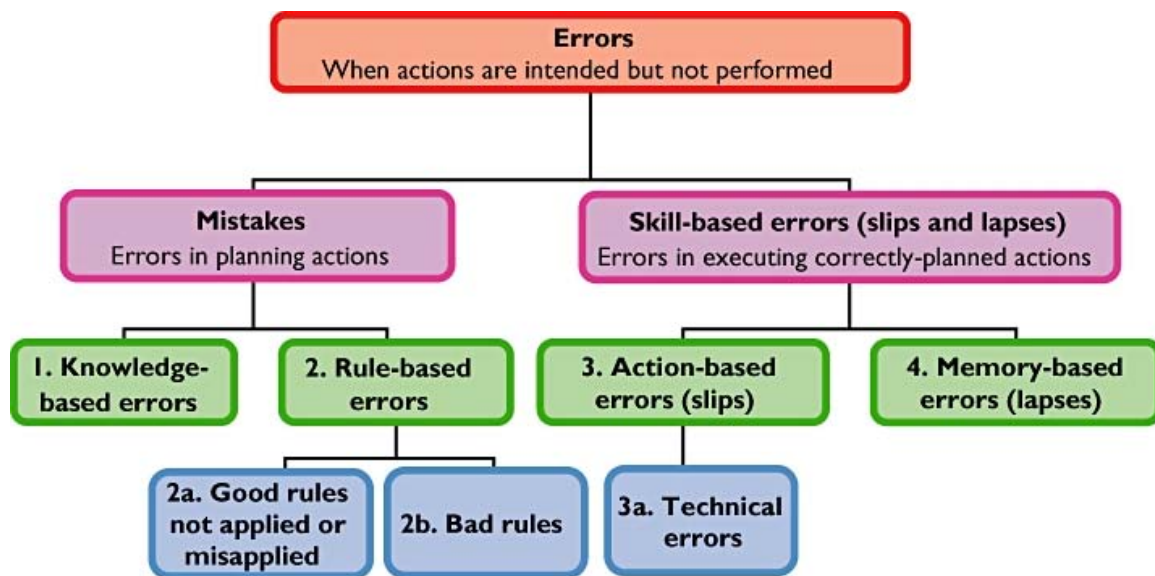 Errors
When actions are intended but not performed
Mistakes
Errors in planning actions
Skill-based errors (slips and lapses)
Errors in executing correctly-planned actions
1. Knowledge-
based errors
2. Rule-based
errors
3. Action-based
errors (slips)
4. Memory-based
errors (lapses)
2a. Good rules
not applied or
misapplied
2b. Bad rules
3a. Technical
errors